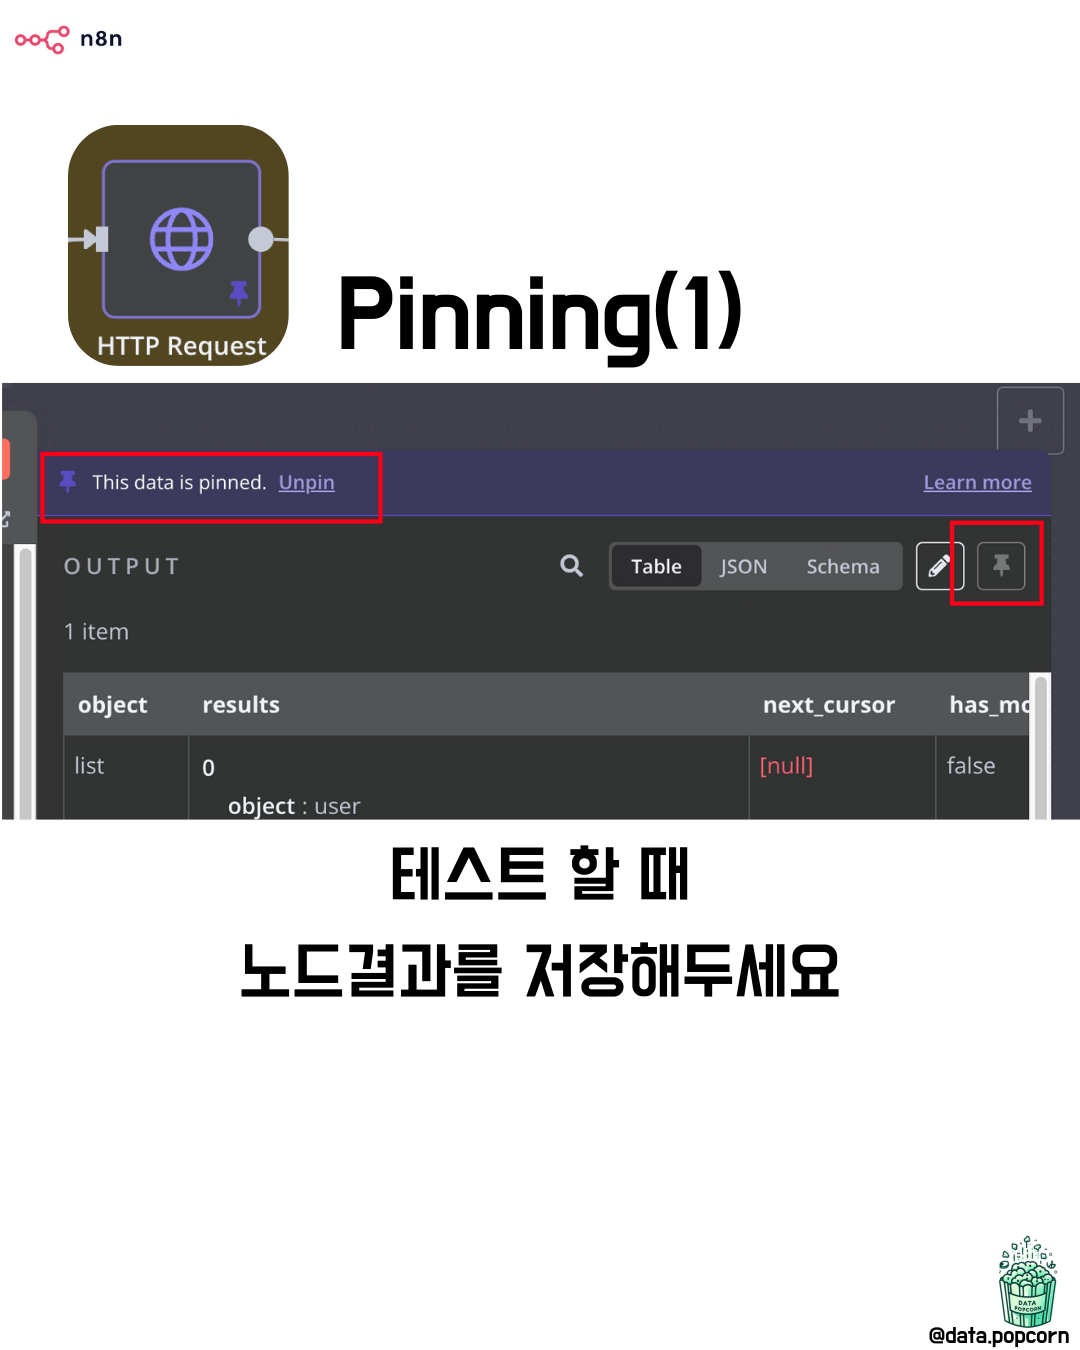 n8n
HTTP Request
Pinning(1)
This data is pinned. Unpin
Learn more
OUTPUT
Table JSON Schema
1 item
object results next_cursor has_mo
list 0 [null] false
object : user
테스트 할 때
노드결과를 저장해두세요
DATA
POPCORN
@data.popcorn